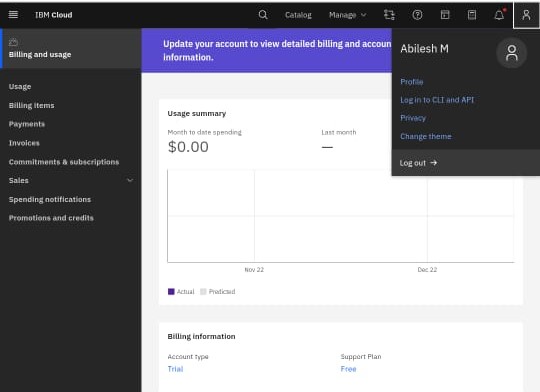 IBM Cloud
Catalog
Manage
Billing and usage
Usage
Billing items
Payments
Invoices
Commitments & subscriptions
Sales
Spending notifications
Promotions and credits
Update your account to view detailed billing and accoun
information.
Abilesh M
Profile
Log in to CLI and API
Privacy
Change theme
Log out →
Usage summary
Month to date spending
Last month
$0.00
—
Nov 22
Dec 22
Actual
Predicted
Billing information
Account type
Support Plan
Trial
Free